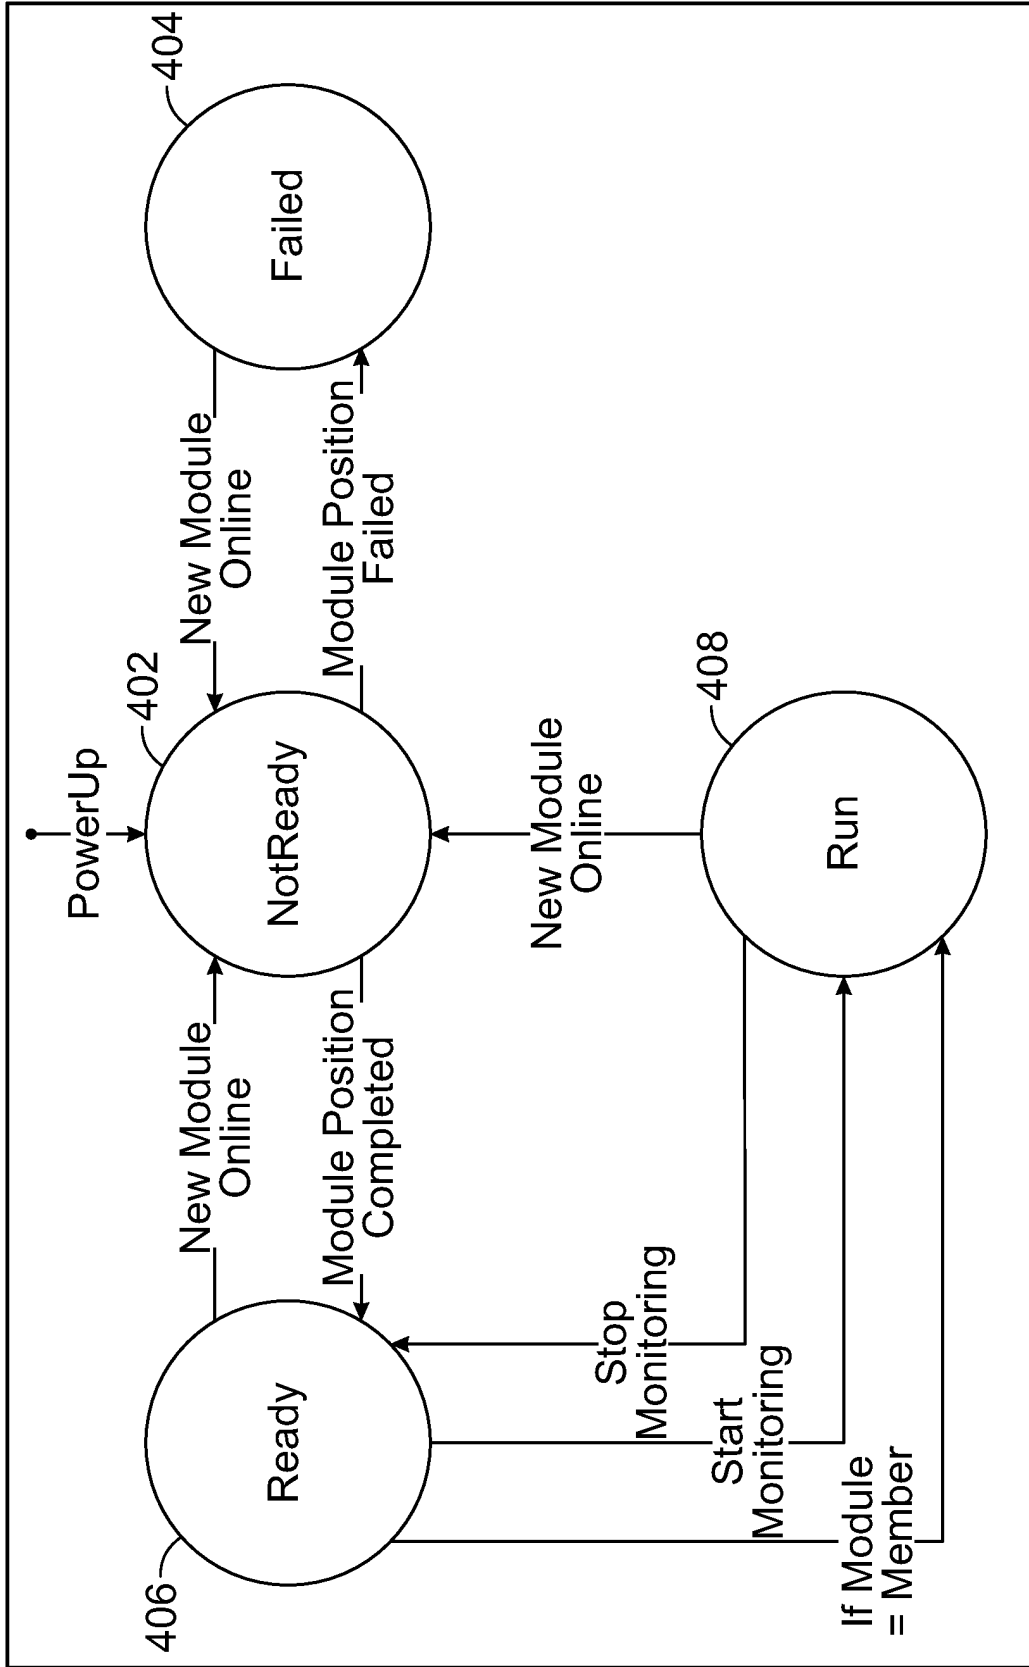 PowerUp
406
Ready
New Module
Online
Module Position
Completed
402
NotReady
New Module
Online
Module Position
Failed
404
Failed
Stop
Monitoring
Start
Monitoring
If Module
= Member
New Module
Online
408
Run